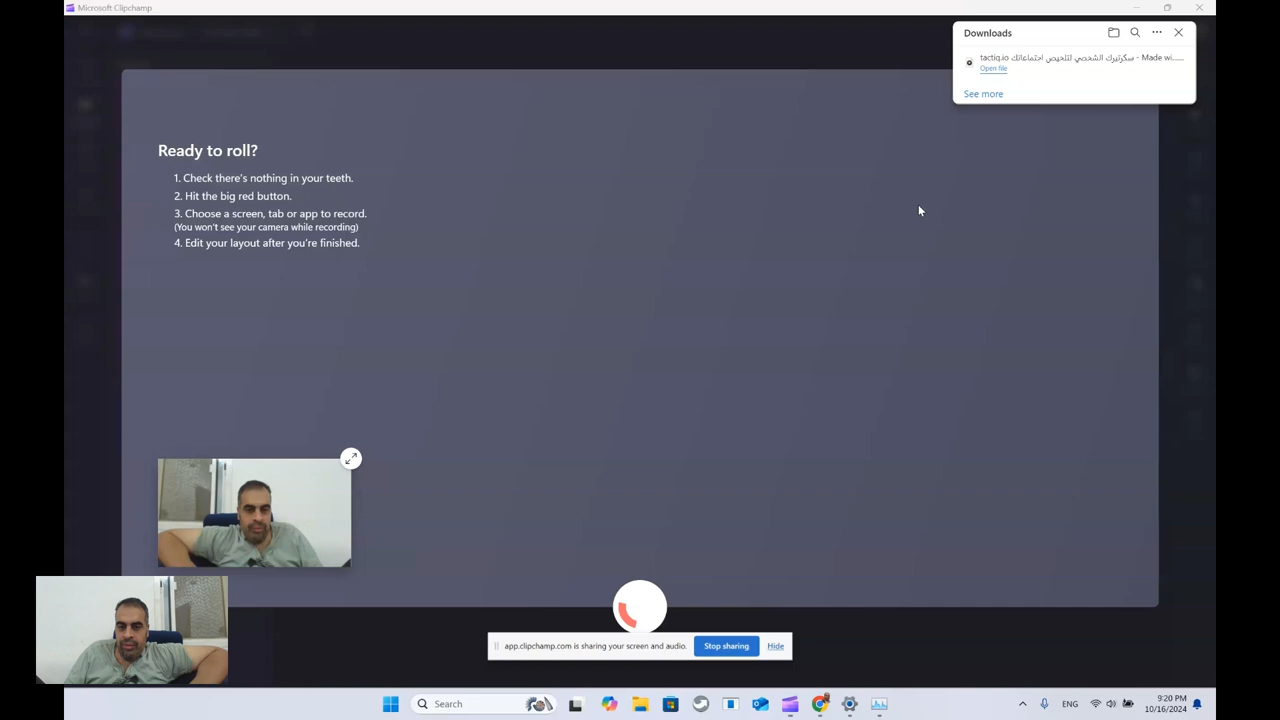 Microsoft Clipchamp
Downloads
tactiq.io سكرتيرك الشخصي لتلخيص اجتماعاتك - Made wi......
Open file
See more
Ready to roll?
1. Check there's nothing in your teeth.
2. Hit the big red button.
3. Choose a screen, tab or app to record.
(You won't see your camera while recording)
4. Edit your layout after you're finished.
app.clipchamp.com is sharing your screen and audio.
Stop sharing
Hide
Search
ENG
9:20 PM
10/16/2024